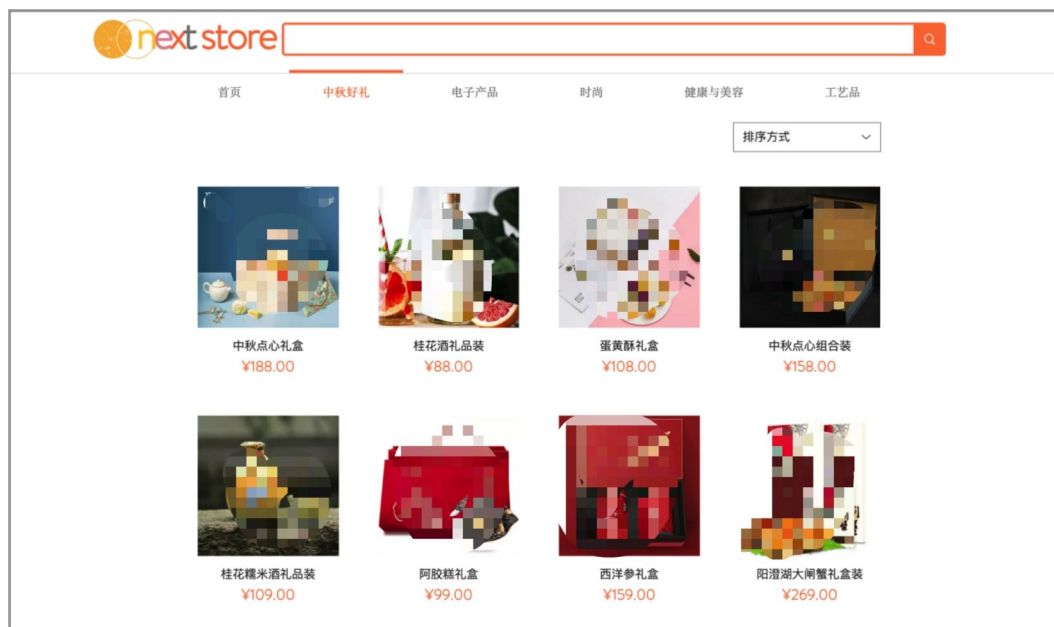 next store
首页 中秋好礼 电子产品 时尚 健康与美容 工艺品
排序方式
中秋点心礼盒 桂花酒礼品装 蛋黄酥礼盒 中秋点心组合装
¥188.00 ¥88.00 ¥108.00 ¥158.00
桂花糯米酒礼品装 阿胶糕礼盒 西洋参礼盒 阳澄湖大闸蟹礼盒装
¥109.00 ¥99.00 ¥159.00 ¥269.00